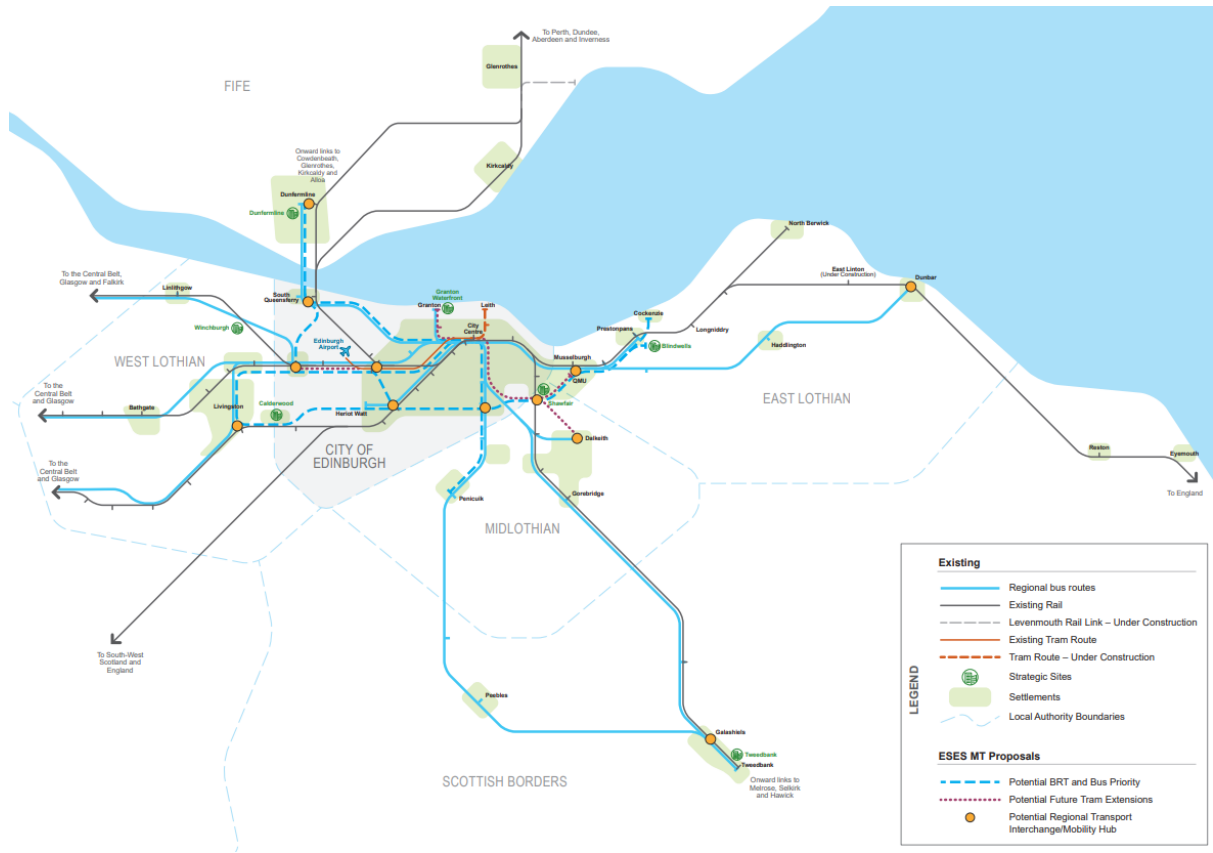 To Perth, Dundee,
Aberdeen and Inverness
Glenrothes
FIFE
Onward links to
Cowdenbeath,
Glenrothes,
Kirkcaldy and
Alloa
Kirkcaldy
Dunfermline
Dunfermline
North Berwick
To the Central Belt,
Glasgow and Falkirk
Linlithgow
South
Queensferry
Granton
Waterfront
Granton
Leith
East Linton
(Under Construction)
Dunbar
Winchburgh
City
Centre
Cockenzie
Prestonpans
Longniddry
Edinburgh
Airport
Blindwells
Haddington
WEST LOTHIAN
Musselburgh
QMU
To the
Central Belt
and Glasgow
Bathgate
Livingston
Calderwood
Heriot Watt
Shawfair
EAST LOTHIAN
CITY OF
EDINBURGH
Dalkeith
To the
Central Belt
and Glasgow
Reston
Eyemouth
To England
Penicuik
Gorebridge
MIDLOTHIAN
To South-West
Scotland and
England
Peebles
Galashiels
Tweedbank
Tweedbank
SCOTTISH BORDERS
Onward links to
Melrose, Selkirk
and Hawick
LEGEND
Existing
Regional bus routes
Existing Rail
Levenmouth Rail Link – Under Construction
Existing Tram Route
Tram Route – Under Construction
Strategic Sites
Settlements
Local Authority Boundaries
ESES MT Proposals
Potential BRT and Bus Priority
Potential Future Tram Extensions
Potential Regional Transport
Interchange/Mobility Hub